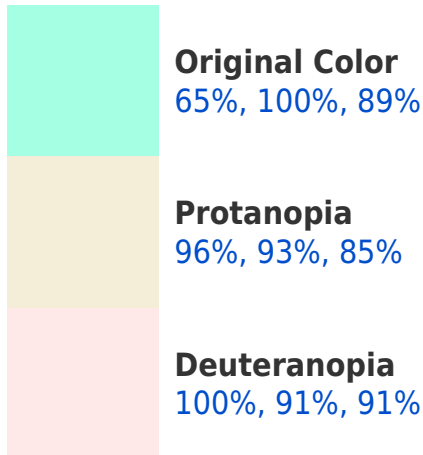 Original Color
65%, 100%, 89%
Protanopia
96%, 93%, 85%
Deuteranopia
100%, 91%, 91%